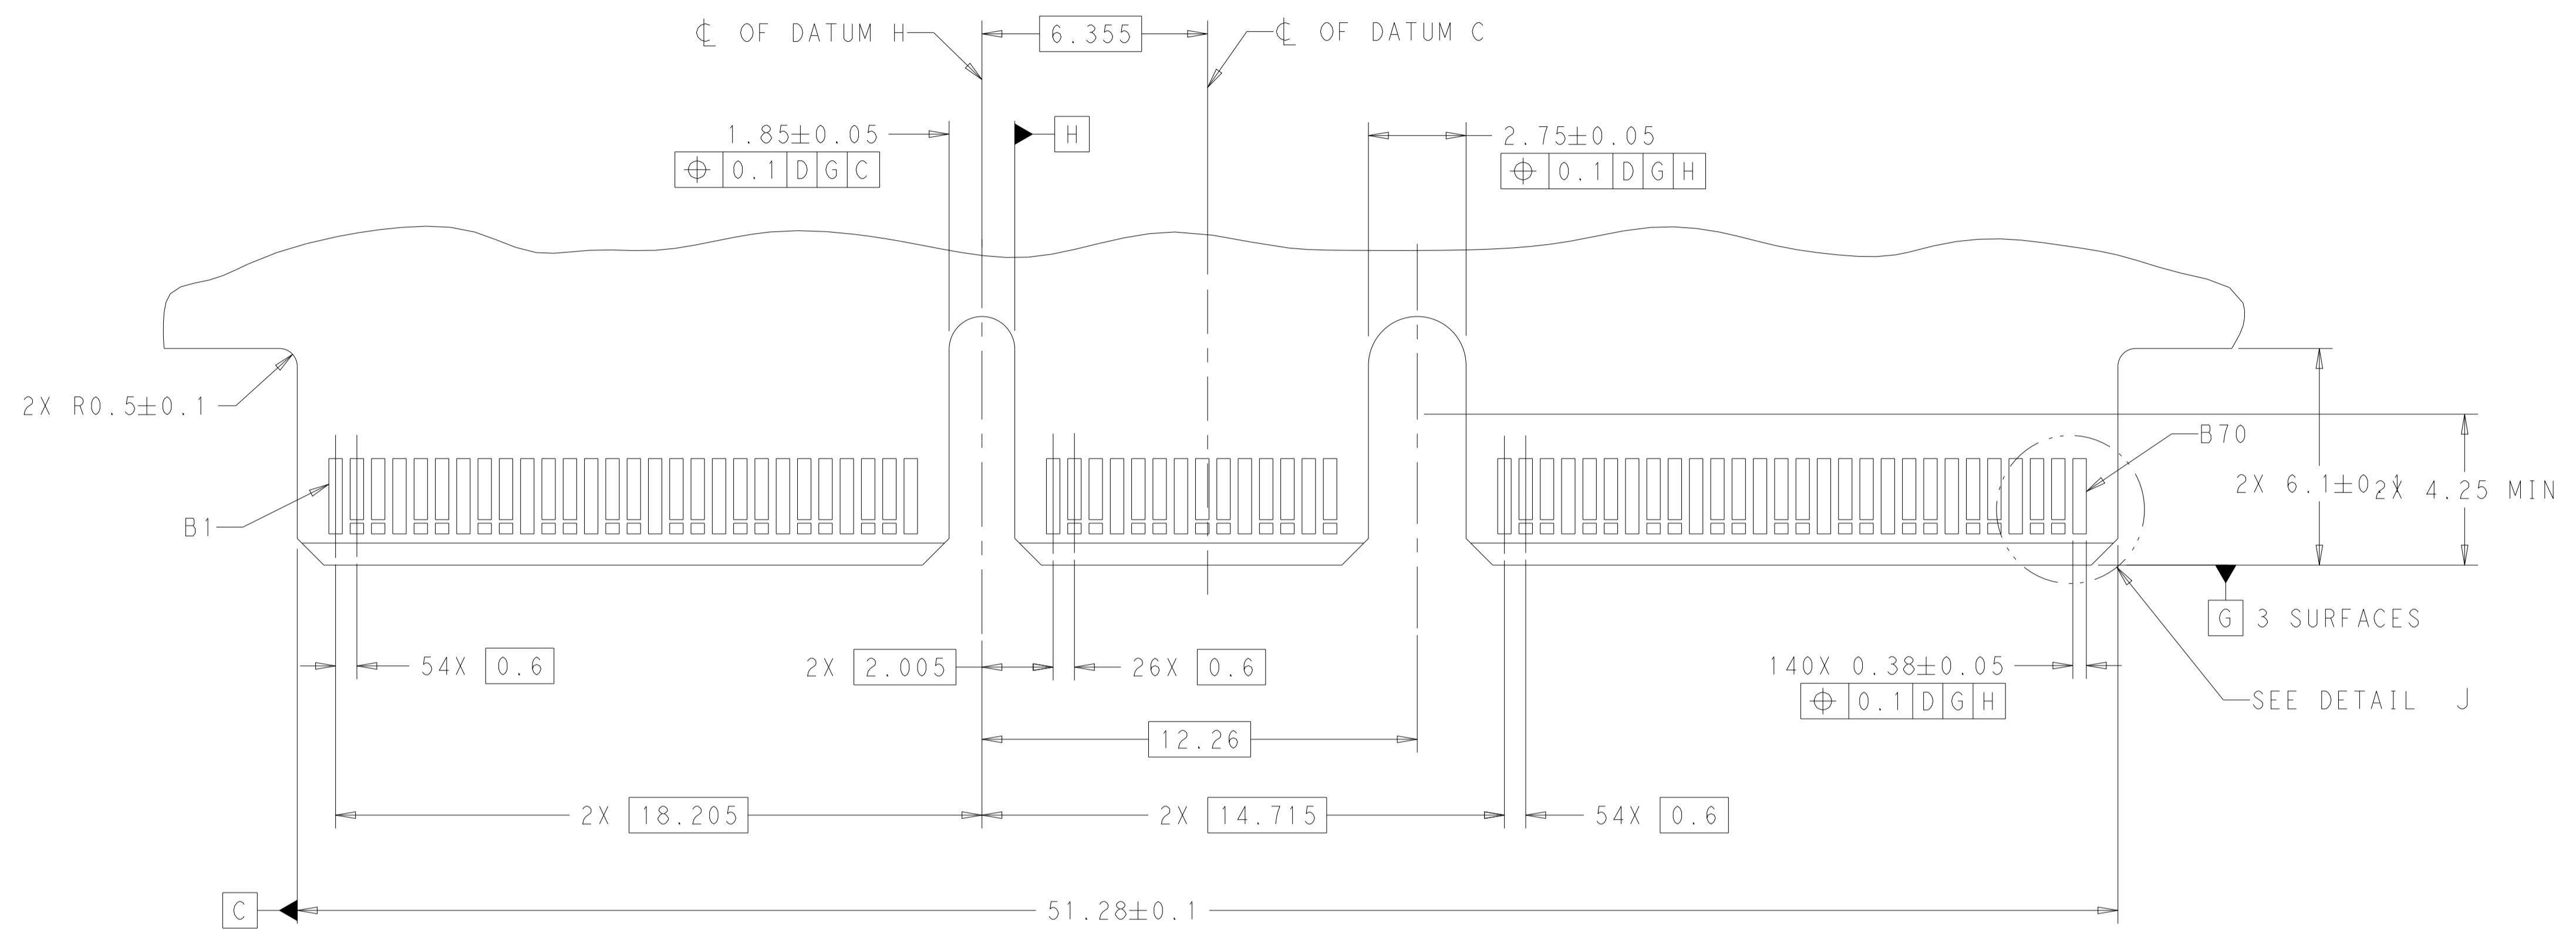 ℄ OF DATUM H
6.355
℄ OF DATUM C
1.85±0.05
⌖ 0.1 D G C
H
2.75±0.05
⌖ 0.1 D G H
2X R0.5±0.1
B1
B70
2X 6.1±0.1
2X 4.25 MIN
G 3 SURFACES
54X 0.6
2X 2.005
26X 0.6
140X 0.38±0.05
⌖ 0.1 D G H
SEE DETAIL J
12.26
2X 18.205
2X 14.715
54X 0.6
C
51.28±0.1